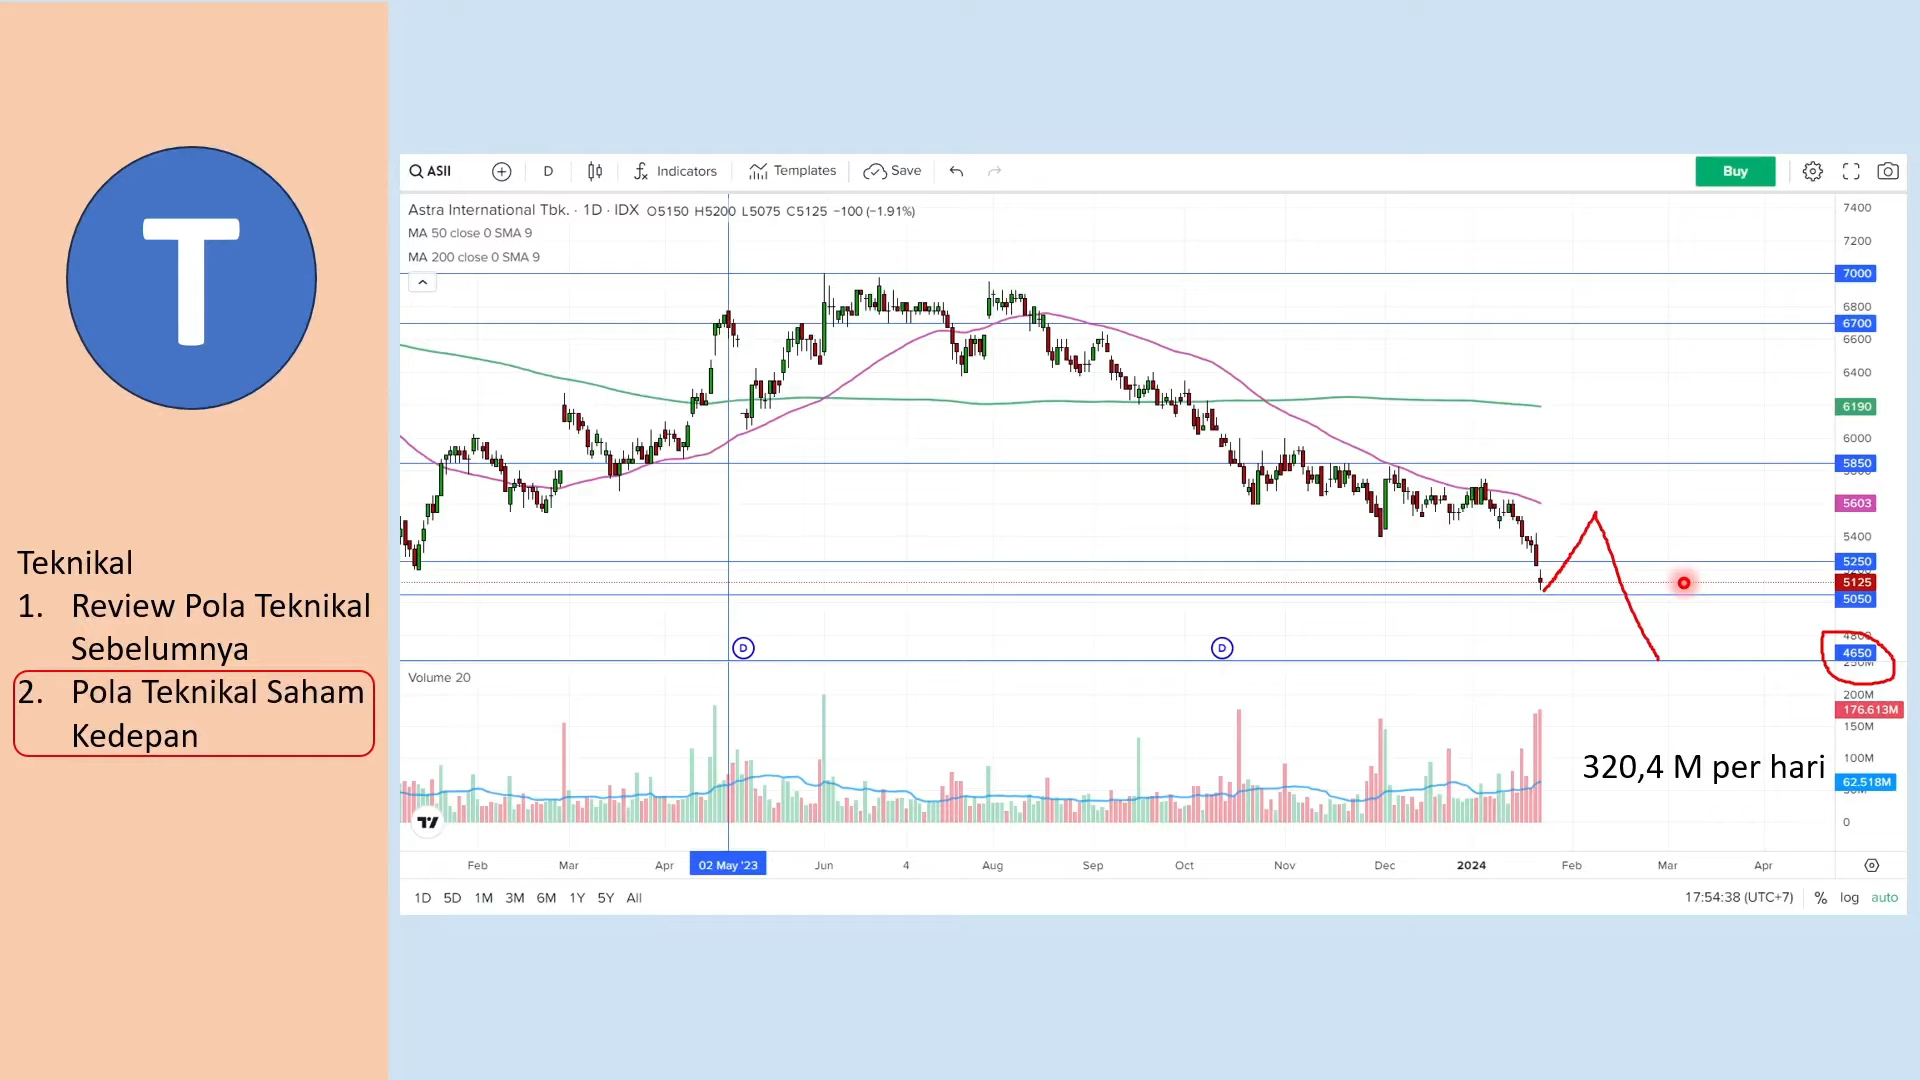 T
Teknikal
1. Review Pola Teknikal
Sebelumnya
2. Pola Teknikal Saham
Kedepan
ASII
D
Indicators
Templates
Save
Buy
Astra International Tbk. · 1D · IDX O5150 H5200 L5075 C5125 −100 (−1.91%)
MA 50 close 0 SMA 9
MA 200 close 0 SMA 9
7400
7200
7000
6800
6700
6600
6400
6190
6000
5850
5603
5400
5250
5125
5050
4800
4650
D
D
Volume 20
200M
176.613M
150M
100M
62.518M
0
320,4 M per hari
Feb
Mar
Apr
02 May '23
Jun
4
Aug
Sep
Oct
Nov
Dec
2024
Feb
Mar
Apr
1D 5D 1M 3M 6M 1Y 5Y All
17:54:38 (UTC+7) % log auto